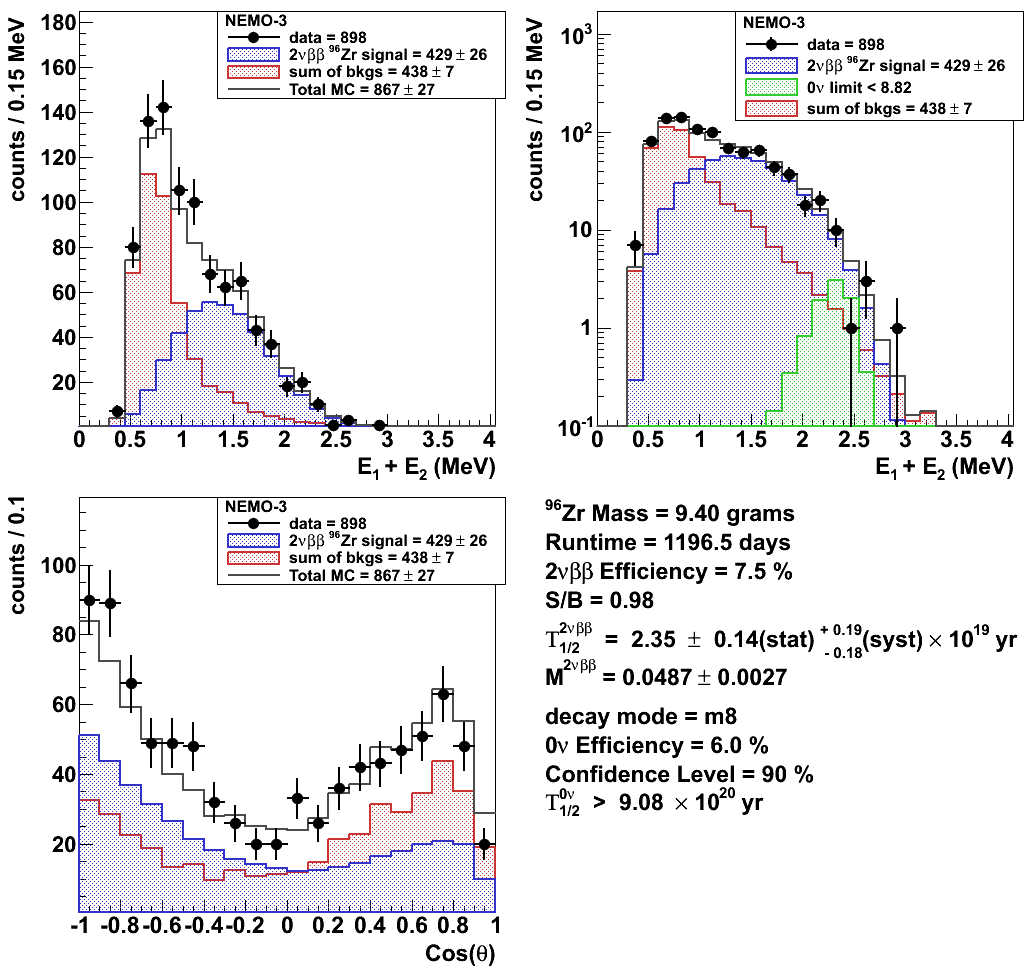 NEMO-3
data = 898
2νββ ⁹⁶Zr signal = 429 ± 26
sum of bkgs = 438 ± 7
Total MC = 867 ± 27
counts / 0.15 MeV
180
160
140
120
100
80
60
40
20
0 0.5 1 1.5 2 2.5 3 3.5 4
E₁ + E₂ (MeV)
NEMO-3
data = 898
2νββ ⁹⁶Zr signal = 429 ± 26
0ν limit < 8.82
sum of bkgs = 438 ± 7
counts / 0.15 MeV
10³
10²
10
1
10⁻¹
0 0.5 1 1.5 2 2.5 3 3.5 4
E₁ + E₂ (MeV)
NEMO-3
data = 898
2νββ ⁹⁶Zr signal = 429 ± 26
sum of bkgs = 438 ± 7
Total MC = 867 ± 27
counts / 0.1
100
80
60
40
20
-1 -0.8 -0.6 -0.4 -0.2 0 0.2 0.4 0.6 0.8 1
Cos(θ)
⁹⁶Zr Mass = 9.40 grams
Runtime = 1196.5 days
2νββ Efficiency = 7.5 %
S/B = 0.98
T₁/₂²ᵛᵝᵝ = 2.35 ± 0.14(stat) + 0.19 - 0.18 (syst) × 10¹⁹ yr
M²ᵛᵝᵝ = 0.0487 ± 0.0027
decay mode = m8
0ν Efficiency = 6.0 %
Confidence Level = 90 %
T₁/₂⁰ᵛ > 9.08 × 10²⁰ yr